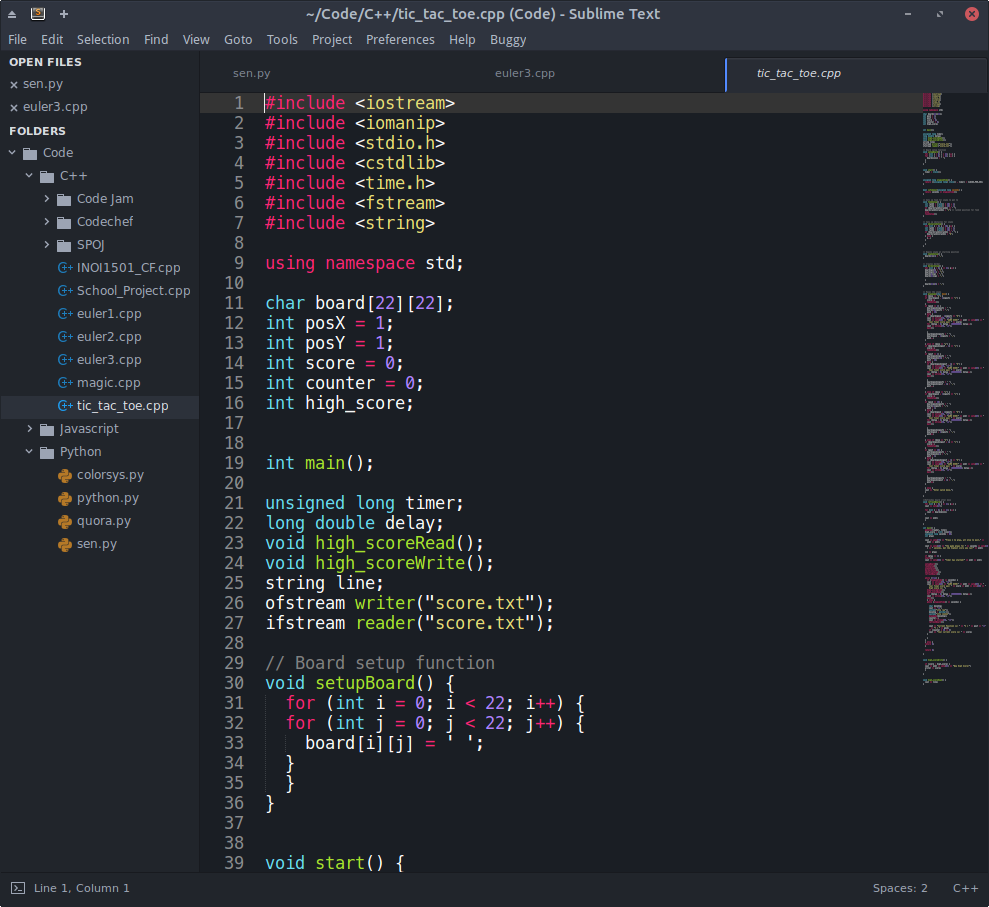 ~/Code/C++/tic_tac_toe.cpp (Code) - Sublime Text
File Edit Selection Find View Goto Tools Project Preferences Help Buggy
OPEN FILES
sen.py
euler3.cpp
FOLDERS
Code
C++
Code Jam
Codechef
SPOJ
INOI1501_CF.cpp
School_Project.cpp
euler1.cpp
euler2.cpp
euler3.cpp
magic.cpp
tic_tac_toe.cpp
Javascript
Python
colorsys.py
python.py
quora.py
sen.py
sen.py euler3.cpp tic_tac_toe.cpp
1 #include <iostream>
2 #include <iomanip>
3 #include <stdio.h>
4 #include <cstdlib>
5 #include <time.h>
6 #include <fstream>
7 #include <string>
8
9 using namespace std;
10
11 char board[22][22];
12 int posX = 1;
13 int posY = 1;
14 int score = 0;
15 int counter = 0;
16 int high_score;
17
18
19 int main();
20
21 unsigned long timer;
22 long double delay;
23 void high_scoreRead();
24 void high_scoreWrite();
25 string line;
26 ofstream writer("score.txt");
27 ifstream reader("score.txt");
28
29 // Board setup function
30 void setupBoard() {
31   for (int i = 0; i < 22; i++) {
32   for (int j = 0; j < 22; j++) {
33     board[i][j] = ' ';
34   }
35   }
36 }
37
38
39 void start() {
Line 1, Column 1 Spaces: 2 C++